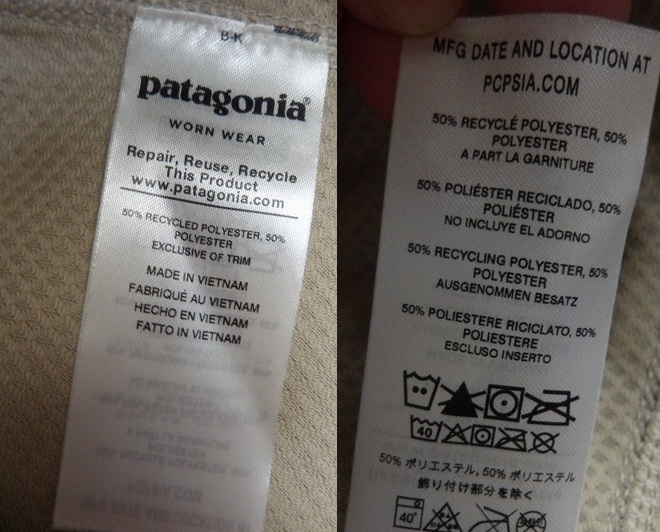 B-K
patagonia®
WORN WEAR
Repair, Reuse, Recycle
This Product
www.patagonia.com
50% RECYCLED POLYESTER, 50%
POLYESTER
EXCLUSIVE OF TRIM
MADE IN VIETNAM
FABRIQUÉ AU VIETNAM
HECHO EN VIETNAM
FATTO IN VIETNAM
MFG DATE AND LOCATION AT
PCPSIA.COM
50% RECYCLÉ POLYESTER, 50%
POLYESTER
A PART LA GARNITURE
50% POLIÉSTER RECICLADO, 50%
POLIÉSTER
NO INCLUYE EL ADORNO
50% RECYCLING POLYESTER, 50%
POLYESTER
AUSGENOMMEN BESATZ
50% POLIESTERE RICICLATO, 50%
POLIESTERE
ESCLUSO INSERTO
40
50% ポリエステル, 50% ポリエステル
飾り付け部分を除く
40°